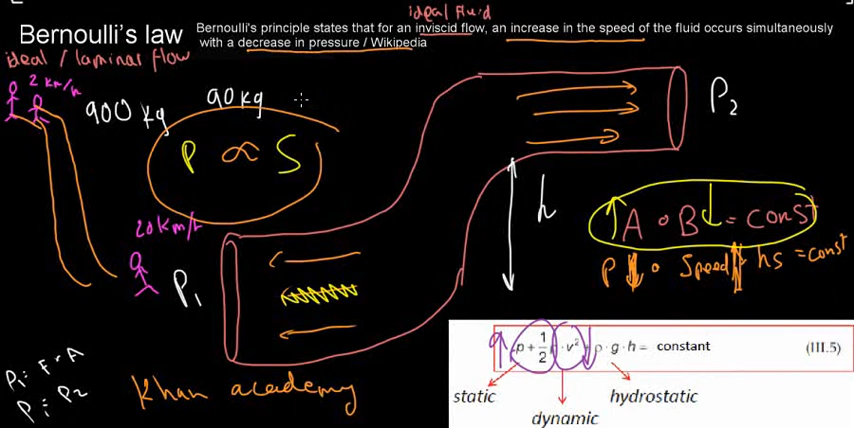 ideal fluid
Bernoulli's law
Bernoulli's principle states that for an inviscid flow, an increase in the speed of the fluid occurs simultaneously
with a decrease in pressure / Wikipedia
ideal / laminar flow
2 km/h
900 kg
90 kg
P ∝ S
P2
h
A ∘ B = const
20 km/h
P1
P ∘ Speed hs = const
p + 1/2 · v² ρ · g · h = constant (III.5)
static
hydrostatic
dynamic
Khan academy
P1: F A
P1: P2